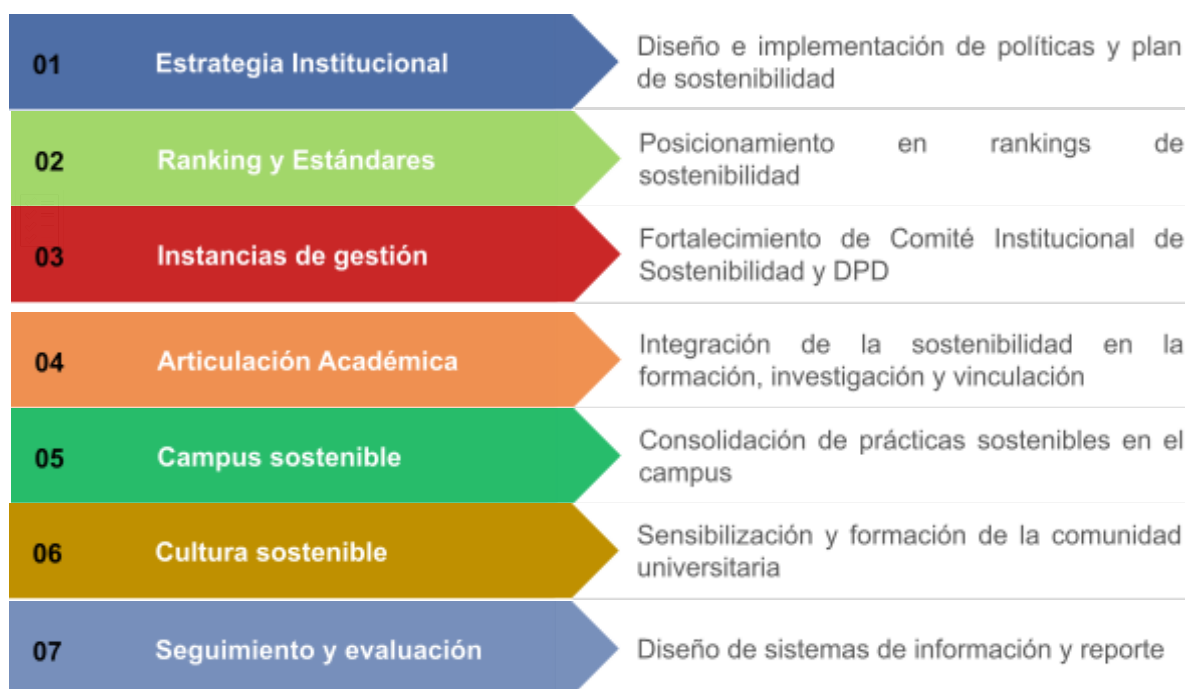 01 Estrategia Institucional
Diseño e implementación de políticas y plan
de sostenibilidad
02 Ranking y Estándares
Posicionamiento en rankings de
sostenibilidad
03 Instancias de gestión
Fortalecimiento de Comité Institucional de
Sostenibilidad y DPD
04 Articulación Académica
Integración de la sostenibilidad en la
formación, investigación y vinculación
05 Campus sostenible
Consolidación de prácticas sostenibles en el
campus
06 Cultura sostenible
Sensibilización y formación de la comunidad
universitaria
07 Seguimiento y evaluación
Diseño de sistemas de información y reporte